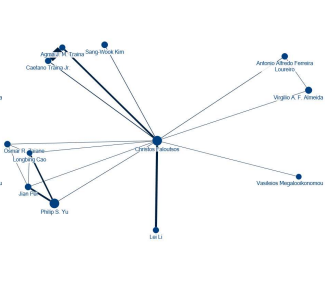 Agma J. M. Traina
Sang-Wook Kim
Caetano Traina Jr.
Antonio Alfredo Ferreira
Loureiro
Virgilio A. F. Almeida
Christos Faloutsos
Osmar R. Zaiane
Longbing Cao
Jian Pei
Philip S. Yu
Vasileios Megalooikonomou
Lei Li